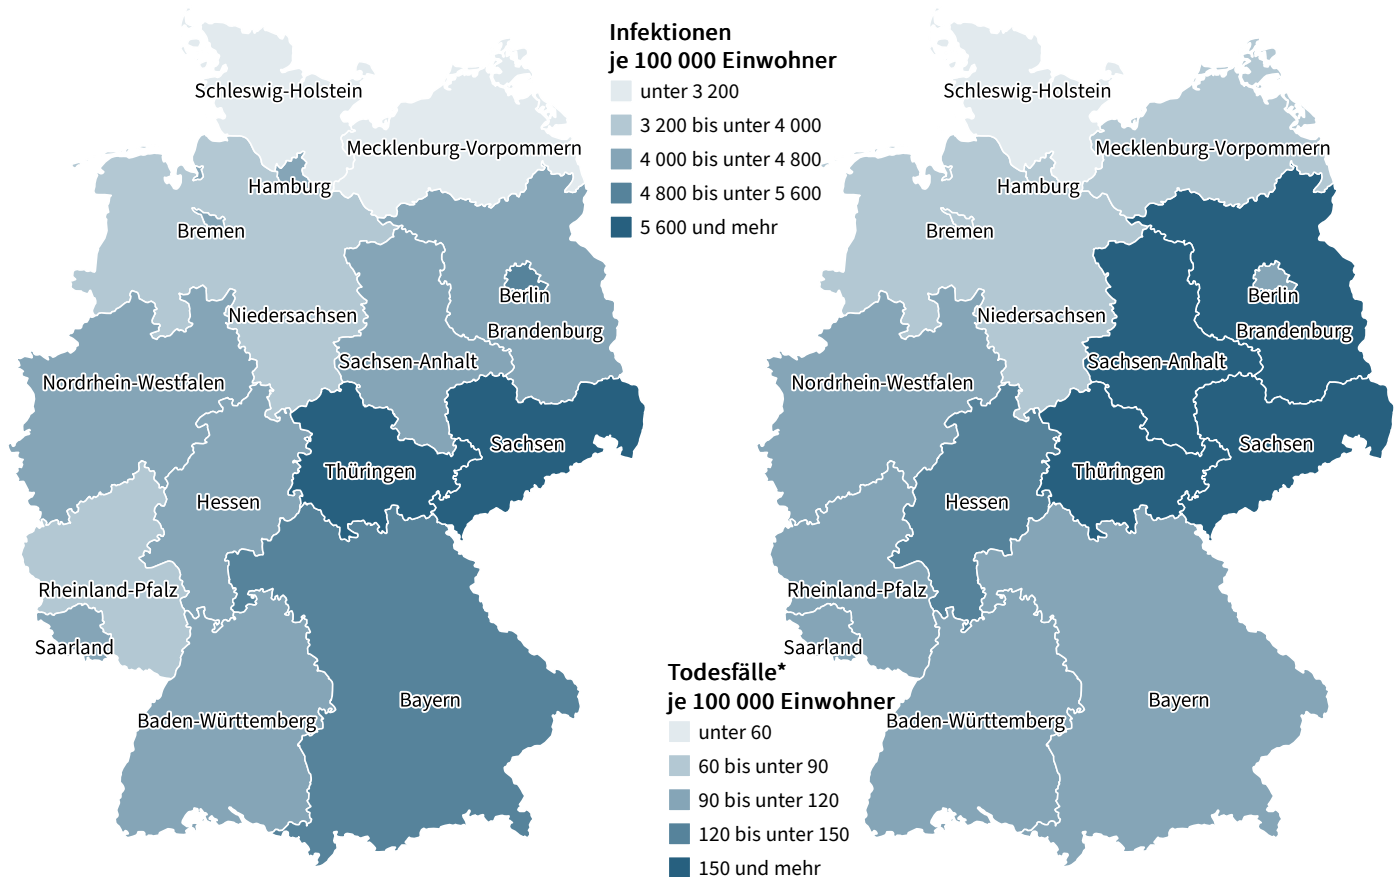 Infektionen
je 100 000 Einwohner
unter 3 200
3 200 bis unter 4 000
4 000 bis unter 4 800
4 800 bis unter 5 600
5 600 und mehr
Schleswig-Holstein
Mecklenburg-Vorpommern
Hamburg
Bremen
Berlin
Niedersachsen
Brandenburg
Sachsen-Anhalt
Nordrhein-Westfalen
Sachsen
Thüringen
Hessen
Rheinland-Pfalz
Saarland
Bayern
Baden-Württemberg
Todesfälle*
je 100 000 Einwohner
unter 60
60 bis unter 90
90 bis unter 120
120 bis unter 150
150 und mehr
Schleswig-Holstein
Mecklenburg-Vorpommern
Hamburg
Bremen
Berlin
Niedersachsen
Brandenburg
Sachsen-Anhalt
Nordrhein-Westfalen
Sachsen
Thüringen
Hessen
Rheinland-Pfalz
Saarland
Bayern
Baden-Württemberg